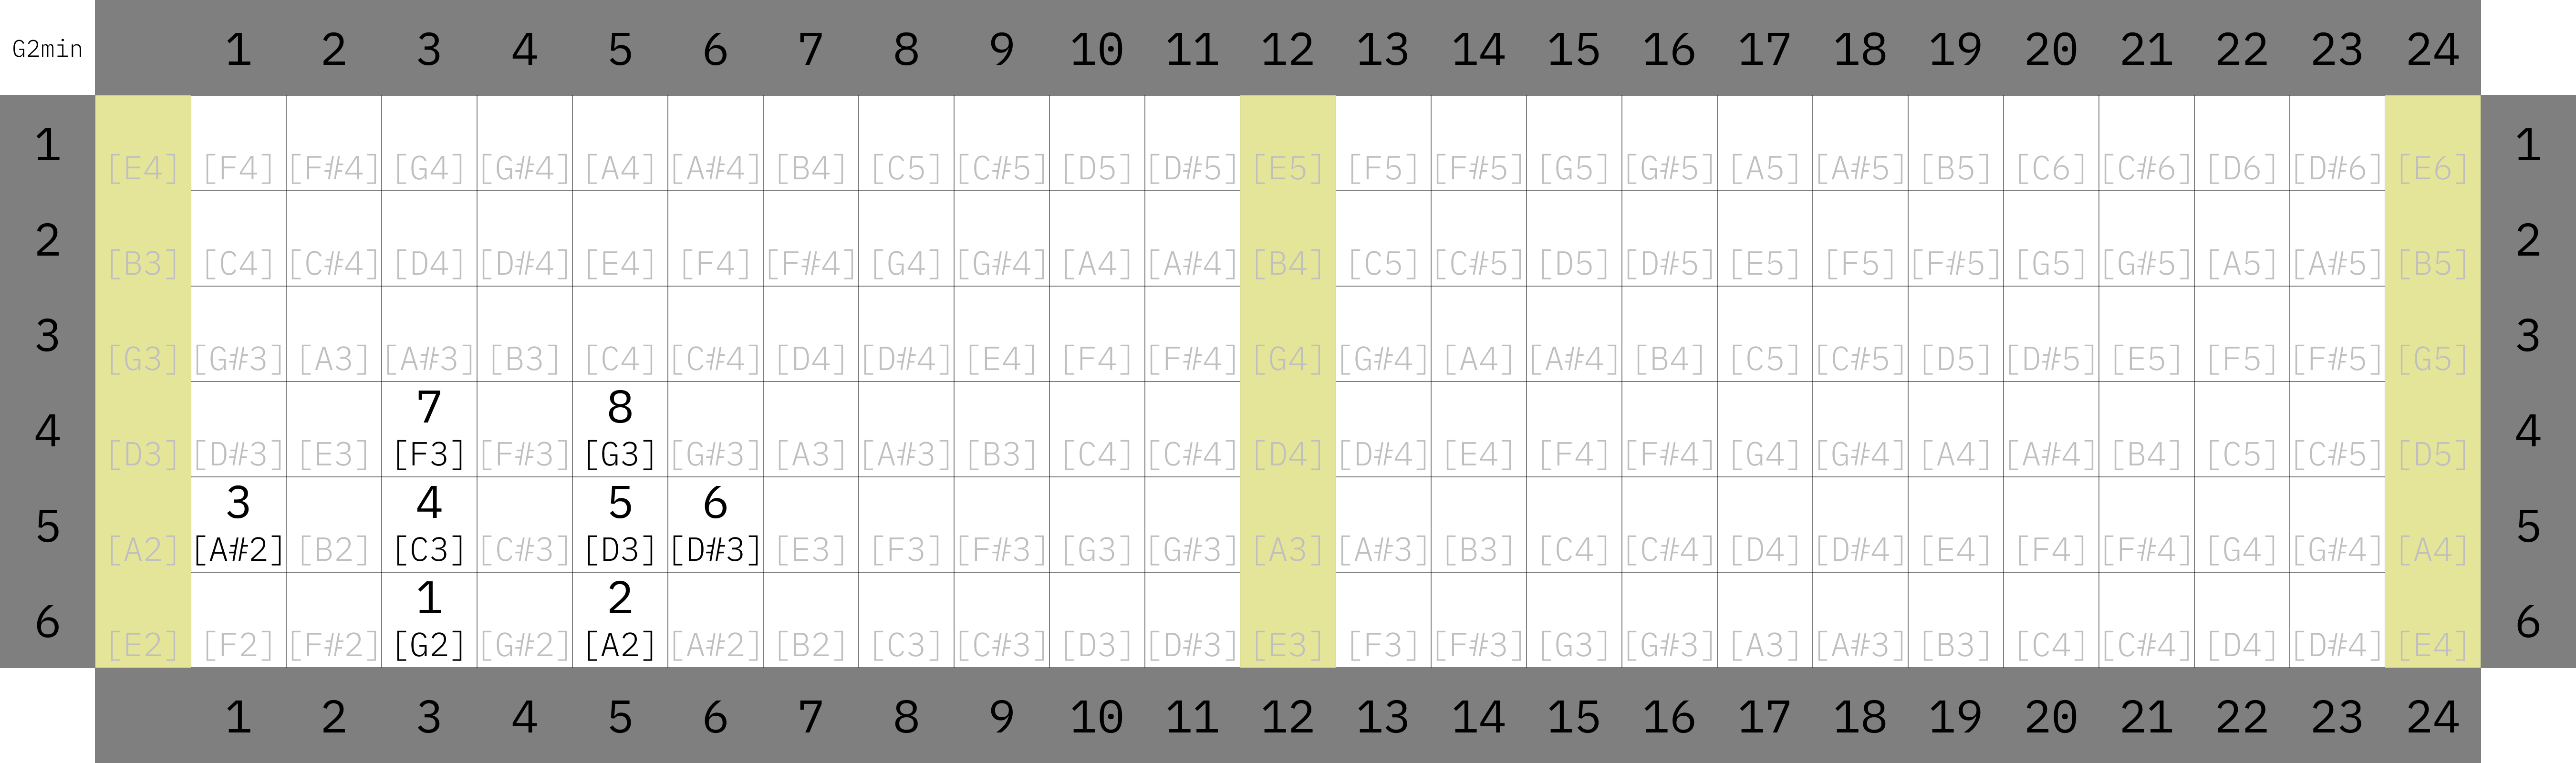 G2min 1 2 3 4 5 6 7 8 9 10 11 12 13 14 15 16 17 18 19 20 21 22 23 24
1 [E4] [F4] [F#4] [G4] [G#4] [A4] [A#4] [B4] [C5] [C#5] [D5] [D#5] [E5] [F5] [F#5] [G5] [G#5] [A5] [A#5] [B5] [C6] [C#6] [D6] [D#6] [E6] 1
2 [B3] [C4] [C#4] [D4] [D#4] [E4] [F4] [F#4] [G4] [G#4] [A4] [A#4] [B4] [C5] [C#5] [D5] [D#5] [E5] [F5] [F#5] [G5] [G#5] [A5] [A#5] [B5] 2
3 [G3] [G#3] [A3] [A#3] [B3] [C4] [C#4] [D4] [D#4] [E4] [F4] [F#4] [G4] [G#4] [A4] [A#4] [B4] [C5] [C#5] [D5] [D#5] [E5] [F5] [F#5] [G5] 3
7 8
4 [D3] [D#3] [E3] [F3] [F#3] [G3] [G#3] [A3] [A#3] [B3] [C4] [C#4] [D4] [D#4] [E4] [F4] [F#4] [G4] [G#4] [A4] [A#4] [B4] [C5] [C#5] [D5] 4
3 4 5 6
5 [A2] [A#2] [B2] [C3] [C#3] [D3] [D#3] [E3] [F3] [F#3] [G3] [G#3] [A3] [A#3] [B3] [C4] [C#4] [D4] [D#4] [E4] [F4] [F#4] [G4] [G#4] [A4] 5
1 2
6 [E2] [F2] [F#2] [G2] [G#2] [A2] [A#2] [B2] [C3] [C#3] [D3] [D#3] [E3] [F3] [F#3] [G3] [G#3] [A3] [A#3] [B3] [C4] [C#4] [D4] [D#4] [E4] 6
1 2 3 4 5 6 7 8 9 10 11 12 13 14 15 16 17 18 19 20 21 22 23 24